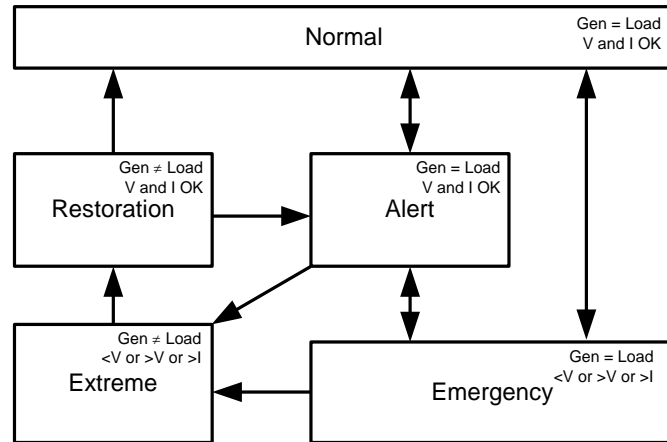 Normal
Gen = Load
V and I OK
Gen ≠ Load
V and I OK
Restoration
Gen = Load
V and I OK
Alert
Gen ≠ Load
<V or >V or >I
Extreme
Gen = Load
<V or >V or >I
Emergency